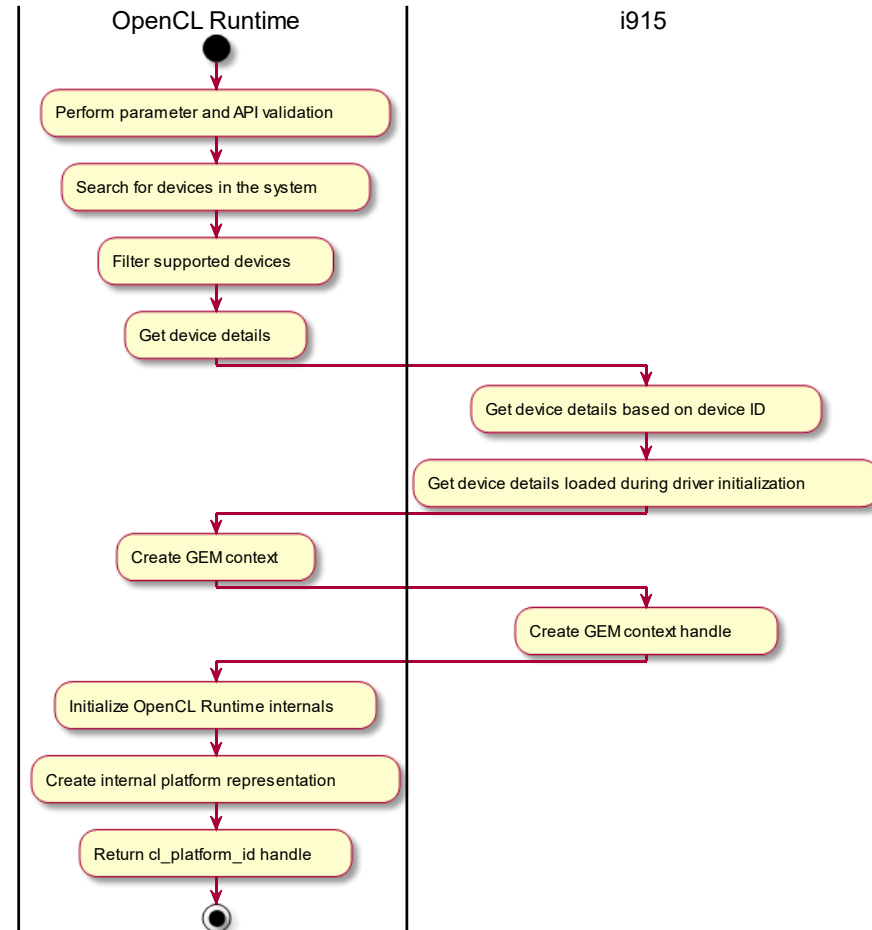 OpenCL Runtime
i915
Perform parameter and API validation
Search for devices in the system
Filter supported devices
Get device details
Get device details based on device ID
Get device details loaded during driver initialization
Create GEM context
Create GEM context handle
Initialize OpenCL Runtime internals
Create internal platform representation
Return cl_platform_id handle